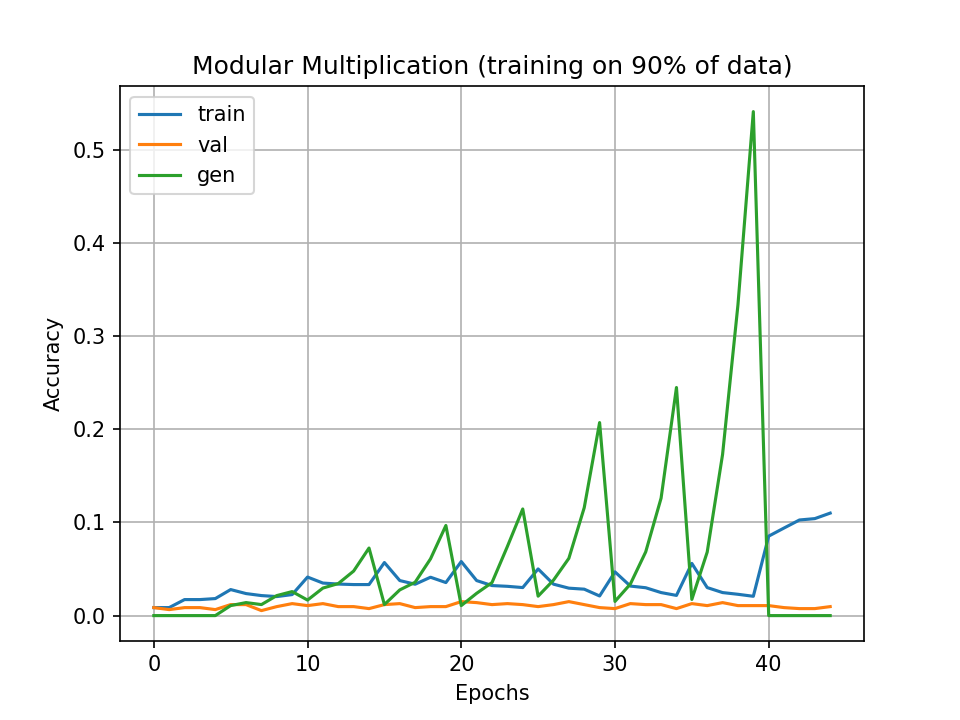 Modular Multiplication (training on 90% of data)
train
val
gen
0.5
0.4
0.3
0.2
0.1
0.0
Accuracy
0 10 20 30 40
Epochs